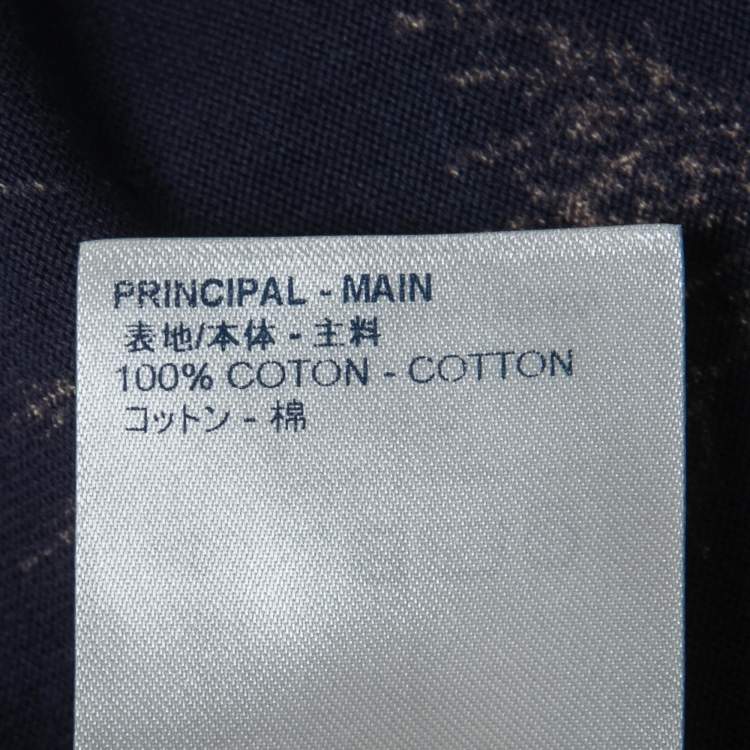 PRINCIPAL - MAIN
表地/本体 - 主料
100% COTON - COTTON
コットン - 棉